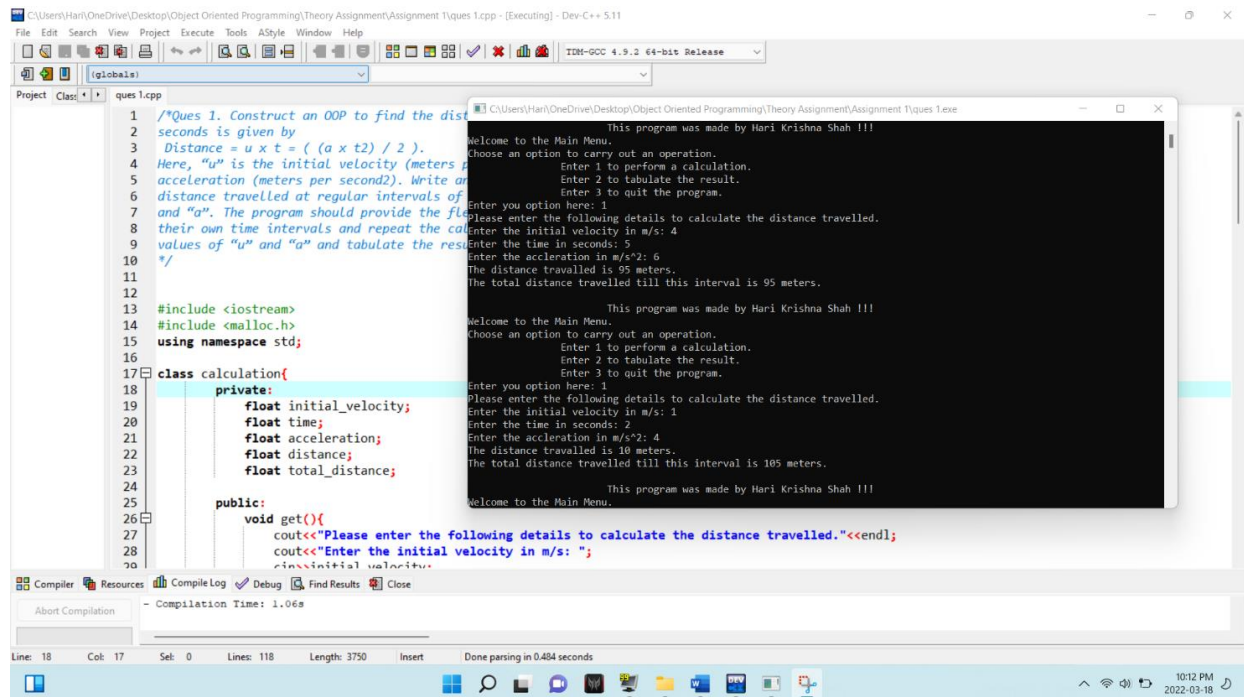 C:\Users\Hari\OneDrive\Desktop\Object Oriented Programming\Theory Assignment\Assignment 1\ques 1.cpp - [Executing] - Dev-C++ 5.11
File Edit Search View Project Execute Tools AStyle Window Help
TDM-GCC 4.9.2 64-bit Release
(globals)
Project Clas: ques 1.cpp
1 /*Ques 1. Construct an OOP to find the dist
2 seconds is given by
3 Distance = u x t = ( (a x t2) / 2 ).
4 Here, “u” is the initial velocity (meters p
5 acceleration (meters per second2). Write an
6 distance travelled at regular intervals of
7 and “a”. The program should provide the fle
8 their own time intervals and repeat the cal
9 values of “u” and “a” and tabulate the resu
10 */
11
12
13 #include <iostream>
14 #include <malloc.h>
15 using namespace std;
16
17 class calculation{
18 private:
19 float initial_velocity;
20 float time;
21 float acceleration;
22 float distance;
23 float total_distance;
24
25 public:
26 void get(){
27 cout<<"Please enter the following details to calculate the distance travelled."<<endl;
28 cout<<"Enter the initial velocity in m/s: ";
29 cin>>initial velocity;
C:\Users\Hari\OneDrive\Desktop\Object Oriented Programming\Theory Assignment\Assignment 1\ques 1.exe
This program was made by Hari Krishna Shah !!!
Welcome to the Main Menu.
Choose an option to carry out an operation.
Enter 1 to perform a calculation.
Enter 2 to tabulate the result.
Enter 3 to quit the program.
Enter you option here: 1
Please enter the following details to calculate the distance travelled.
Enter the initial velocity in m/s: 4
Enter the time in seconds: 5
Enter the accleration in m/s^2: 6
The distance travalled is 95 meters.
The total distance travelled till this interval is 95 meters.
This program was made by Hari Krishna Shah !!!
Welcome to the Main Menu.
Choose an option to carry out an operation.
Enter 1 to perform a calculation.
Enter 2 to tabulate the result.
Enter 3 to quit the program.
Enter you option here: 1
Please enter the following details to calculate the distance travelled.
Enter the initial velocity in m/s: 1
Enter the time in seconds: 2
Enter the accleration in m/s^2: 4
The distance travalled is 10 meters.
The total distance travelled till this interval is 105 meters.
This program was made by Hari Krishna Shah !!!
Welcome to the Main Menu.
Compiler Resources Compile Log Debug Find Results Close
Abort Compilation
- Compilation Time: 1.06s
Line: 18 Col: 17 Sel: 0 Lines: 118 Length: 3750 Insert Done parsing in 0.484 seconds
10:12 PM
2022-03-18